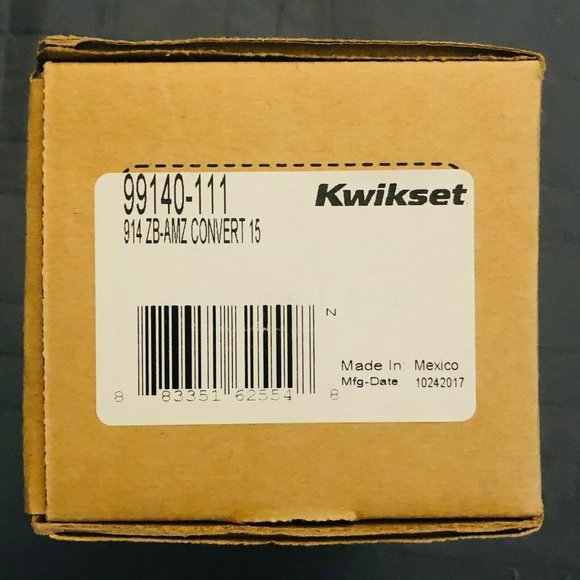 99140-111
Kwikset
914 ZB-AMZ CONVERT 15
N
8 83351 62554 8
Made In: Mexico
Mfg-Date 10242017